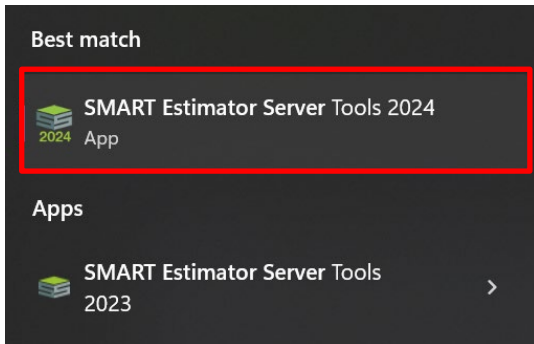 Best match
SMART Estimator Server Tools 2024
2024
App
Apps
SMART Estimator Server Tools
2023